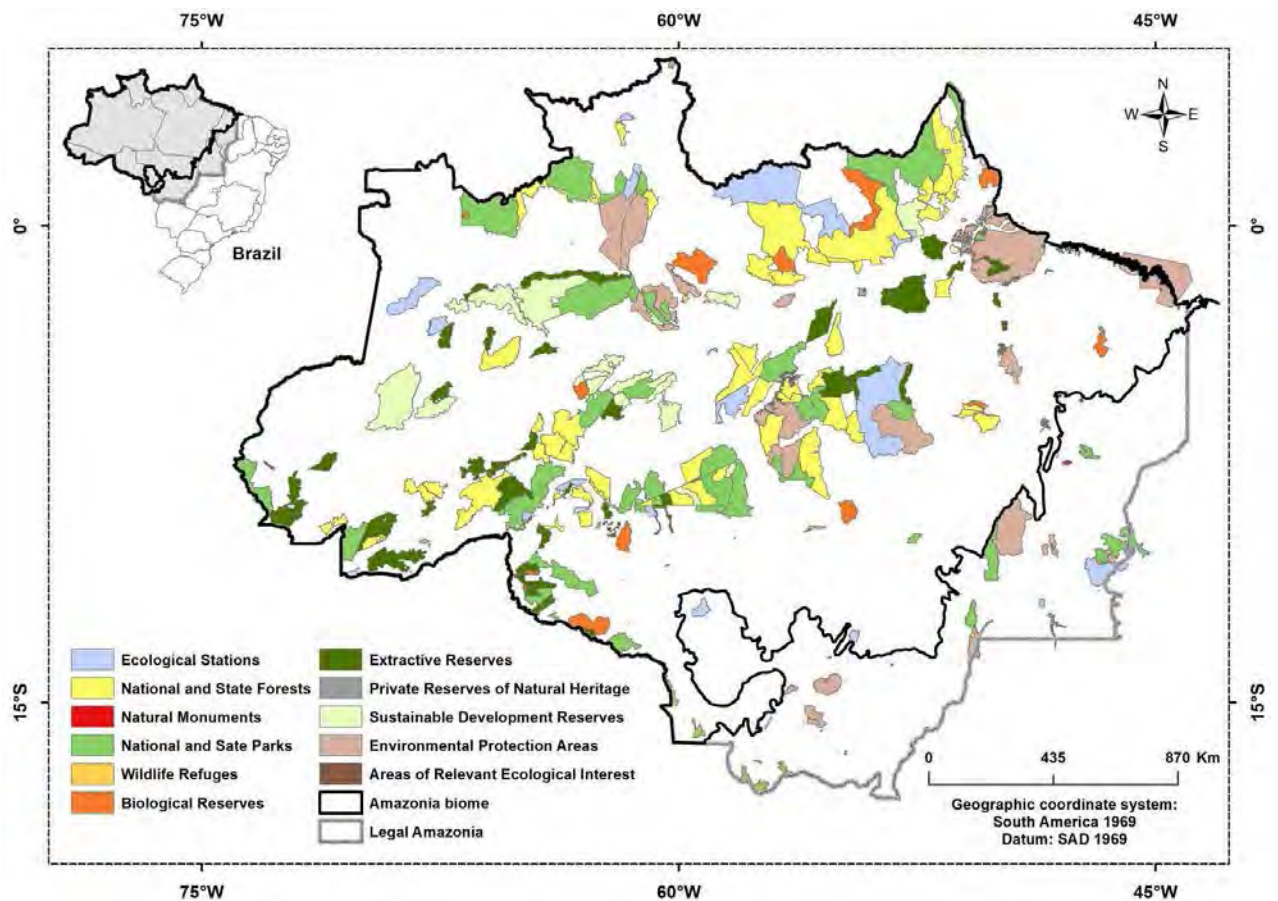 75°W 60°W 45°W
N
W E
S
0° 0°
Brazil
Ecological Stations
National and State Forests
Natural Monuments
National and Sate Parks
Wildlife Refuges
Biological Reserves
Extractive Reserves
Private Reserves of Natural Heritage
Sustainable Development Reserves
Environmental Protection Areas
Areas of Relevant Ecological Interest
Amazonia biome
Legal Amazonia
15°S 15°S
0 435 870 Km
Geographic coordinate system:
South America 1969
Datum: SAD 1969
75°W 60°W 45°W